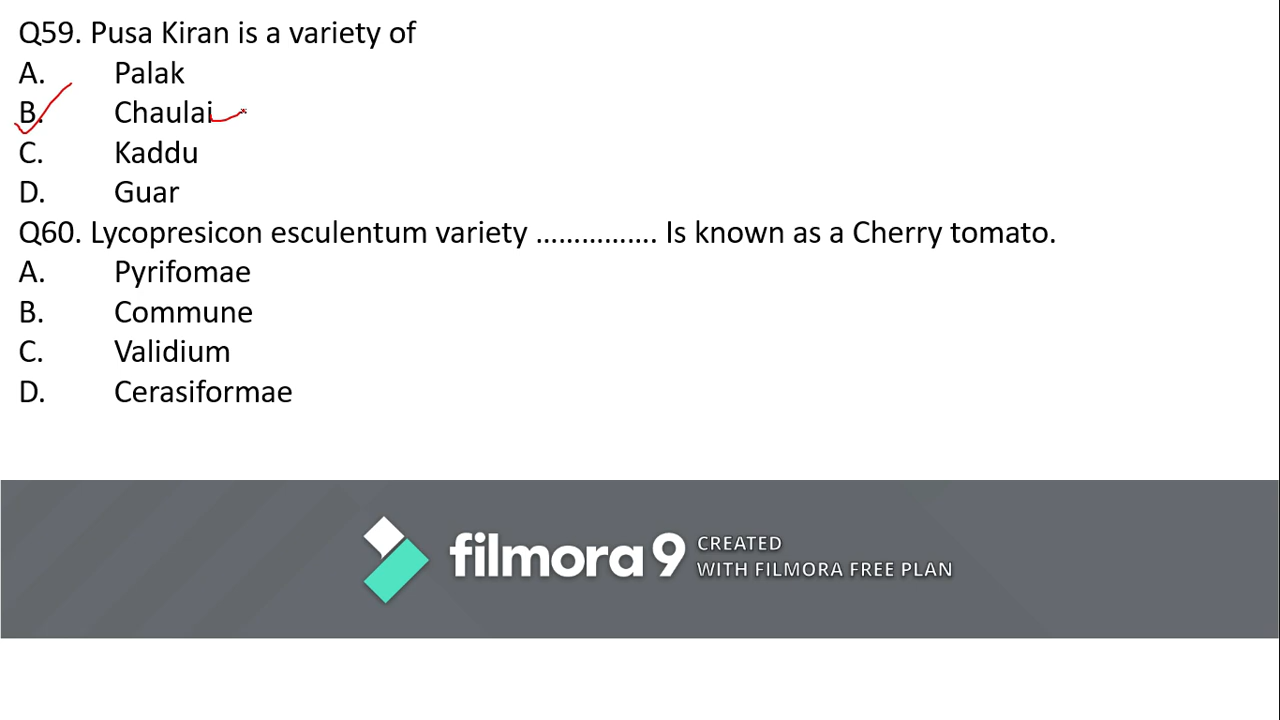 Q59. Pusa Kiran is a variety of
A. Palak
B. Chaulai
C. Kaddu
D. Guar
Q60. Lycopresicon esculentum variety ................ Is known as a Cherry tomato.
A. Pyrifomae
B. Commune
C. Validium
D. Cerasiformae
filmora 9 CREATED
WITH FILMORA FREE PLAN